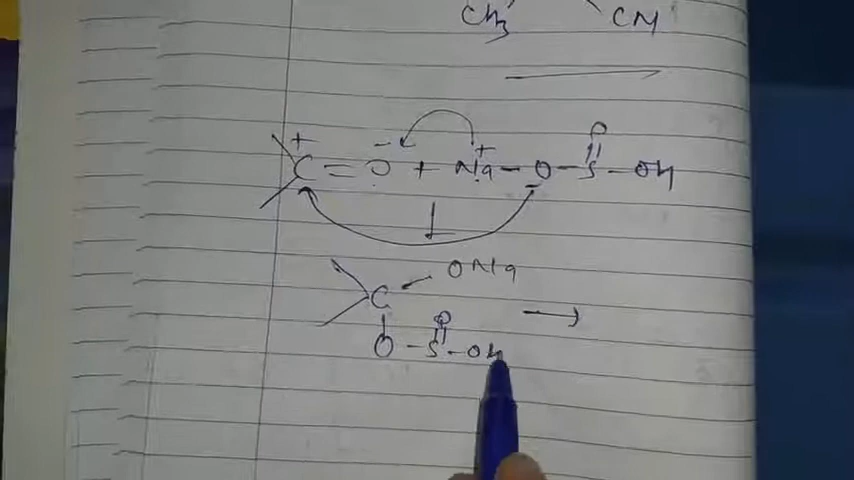 CH3 CN
+ - + O
C = O + Na - O - S - OH
C ONa
O
O - S - OH